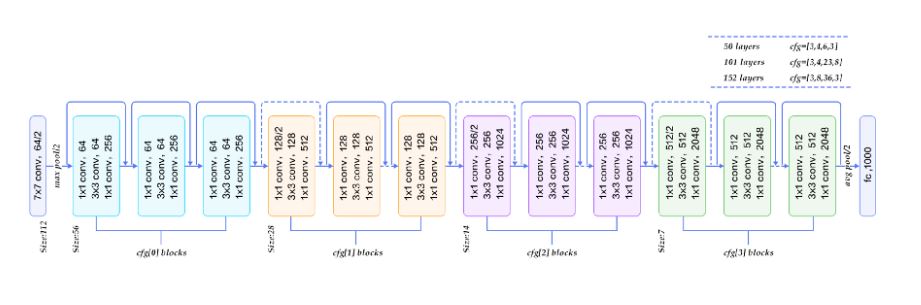 50 layers cfg=[3,4,6,3]
101 layers cfg=[3,4,23,8]
152 layers cfg=[3,8,36,3]
7x7 conv, 64/2
max pool/2
1x1 conv, 64
3x3 conv, 64
1x1 conv, 256
1x1 conv, 64
3x3 conv, 64
1x1 conv, 256
1x1 conv, 64
3x3 conv, 64
1x1 conv, 256
1x1 conv, 128/2
3x3 conv, 128
1x1 conv, 512
1x1 conv, 128
3x3 conv, 128
1x1 conv, 512
1x1 conv, 128
3x3 conv, 128
1x1 conv, 512
1x1 conv, 256/2
3x3 conv, 256
1x1 conv, 1024
1x1 conv, 256
3x3 conv, 256
1x1 conv, 1024
1x1 conv, 256
3x3 conv, 256
1x1 conv, 1024
1x1 conv, 512/2
3x3 conv, 512
1x1 conv, 2048
1x1 conv, 512
3x3 conv, 512
1x1 conv, 2048
1x1 conv, 512
3x3 conv, 512
1x1 conv, 2048
avg pool/2
fc ,1000
Size:112
Size:56
cfg[0] blocks
Size:28
cfg[1] blocks
Size:14
cfg[2] blocks
Size:7
cfg[3] blocks